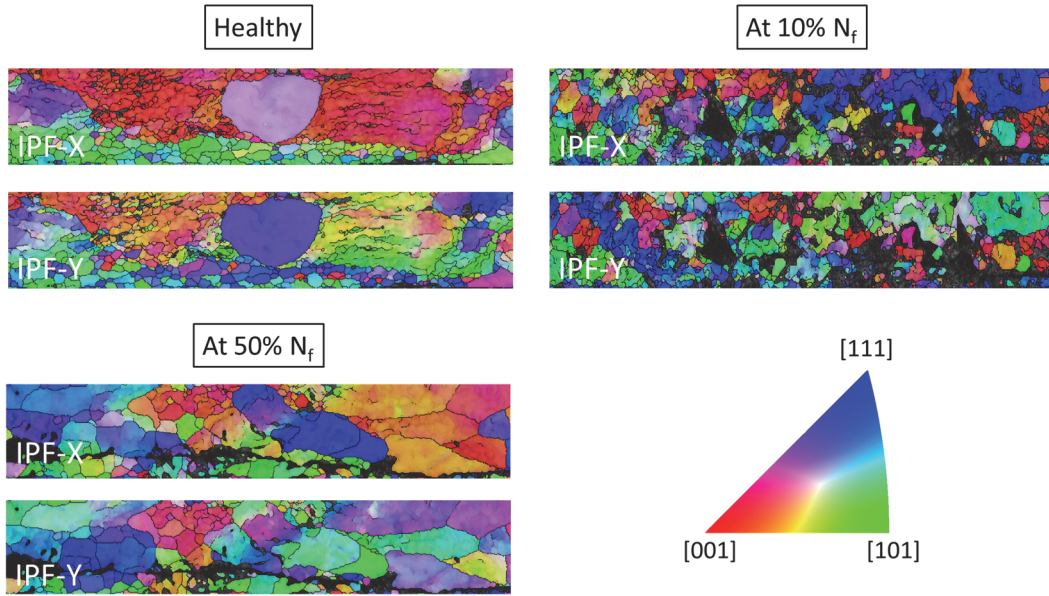 Healthy
At 10% Nf
IPF-X
IPF-X
IPF-Y
IPF-Y
At 50% Nf
[111]
IPF-X
IPF-Y
[001]
[101]